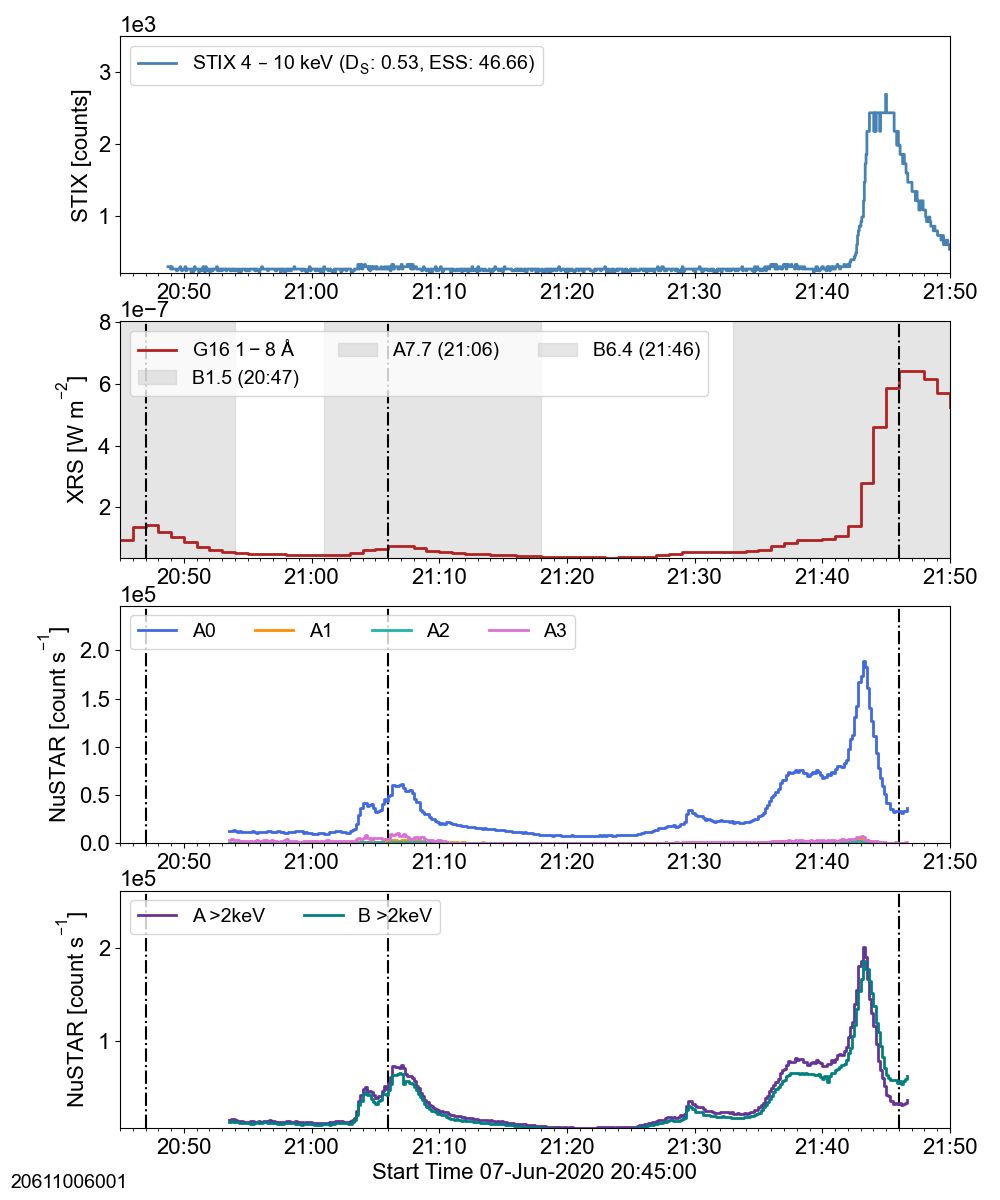 1e3
STIX 4 – 10 keV (DS: 0.53, ESS: 46.66)
STIX [counts]
3
2
1
20:50 21:00 21:10 21:20 21:30 21:40 21:50
1e−7
G16 1 – 8 Å A7.7 (21:06) B6.4 (21:46)
B1.5 (20:47)
XRS [W m−2]
8
6
4
2
20:50 21:00 21:10 21:20 21:30 21:40 21:50
1e5
A0 A1 A2 A3
NuSTAR [count s−1]
2.0
1.5
1.0
0.5
0.0
20:50 21:00 21:10 21:20 21:30 21:40 21:50
1e5
A >2keV B >2keV
NuSTAR [count s−1]
2
1
20:50 21:00 21:10 21:20 21:30 21:40 21:50
Start Time 07-Jun-2020 20:45:00
20611006001